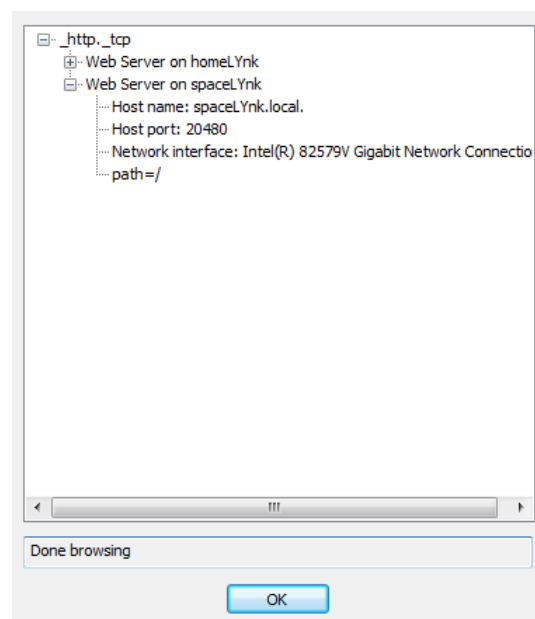 _http._tcp
Web Server on homeLYnk
Web Server on spaceLYnk
Host name: spaceLYnk.local.
Host port: 20480
Network interface: Intel(R) 82579V Gigabit Network Connectio
path=/
Done browsing
OK